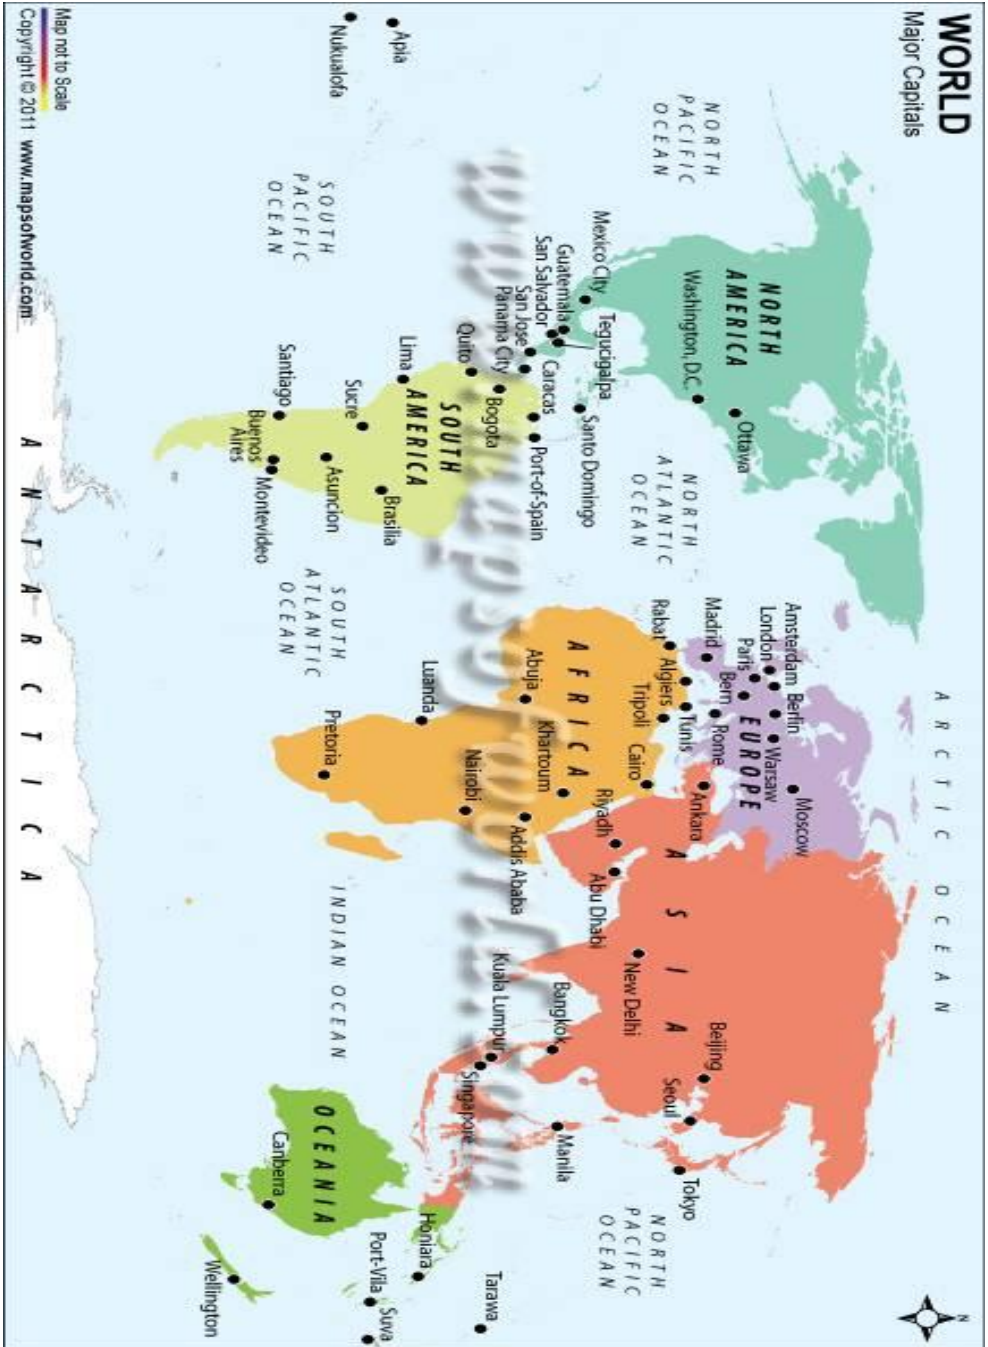 WORLD
Major Capitals
N
ARCTIC OCEAN
NORTH
PACIFIC
OCEAN
NORTH
AMERICA
Ottawa
Washington, D.C.
Mexico City
Guatemala
San Salvador
Tegucigalpa
San Jose
Panama City
Santo Domingo
Caracas
Port-of-Spain
Bogota
Quito
SOUTH
AMERICA
Lima
Brasilia
Sucre
Asuncion
Santiago
Buenos
Aires
Montevideo
NORTH
ATLANTIC
OCEAN
SOUTH
ATLANTIC
OCEAN
SOUTH
PACIFIC
OCEAN
Apia
Nukualofa
Amsterdam
London
Paris
Berlin
Warsaw
Moscow
EUROPE
Bern
Madrid
Rome
Rabat
Algiers
Tunis
Tripoli
Cairo
AFRICA
Khartoum
Abuja
Addis Ababa
Nairobi
Luanda
Pretoria
Ankara
ASIA
Riyadh
Abu Dhabi
New Delhi
Beijing
Seoul
Tokyo
Bangkok
Manila
Kuala Lumpur
Singapore
NORTH
PACIFIC
OCEAN
INDIAN OCEAN
OCEANIA
Canberra
Wellington
Honiara
Port-Vila
Suva
Tarawa
www.mapsofworld.com
ANTARCTICA
Map not to Scale
Copyright © 2011 www.mapsofworld.com